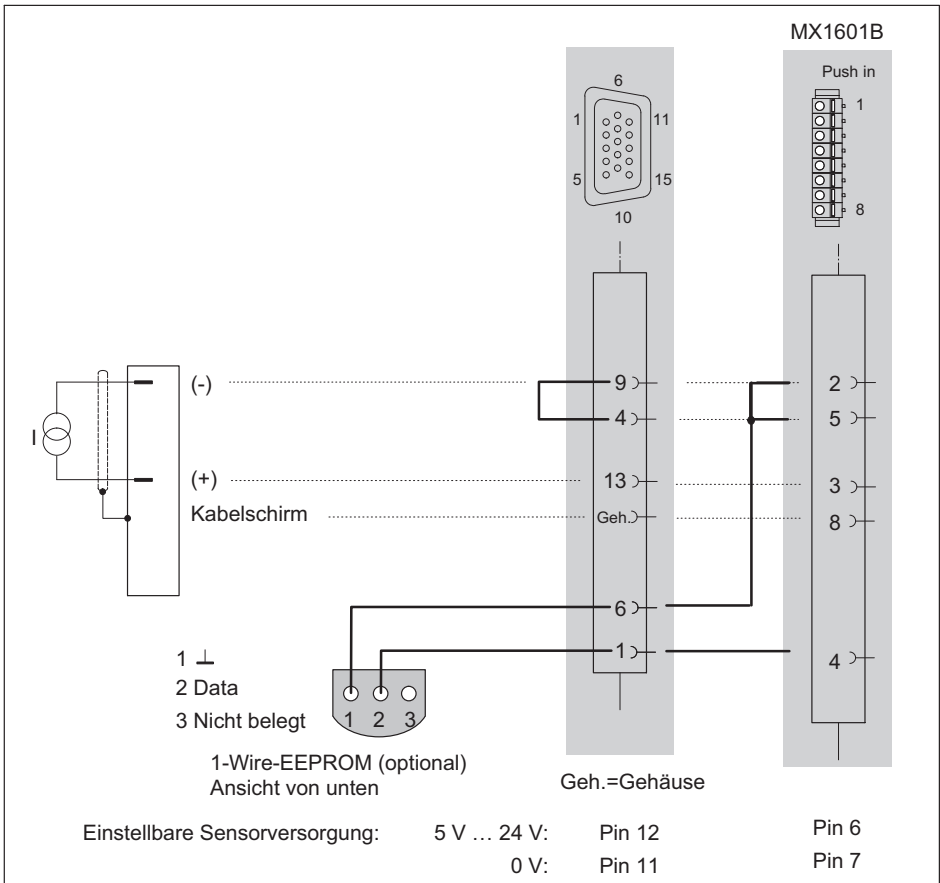 MX1601B
Push in
6
1
11
5
15
10
1
8
(-)
9
2
4
5
I
(+)
13
3
Kabelschirm
Geh.
8
6
1
4
1 ⊥
2 Data
3 Nicht belegt
1 2 3
1-Wire-EEPROM (optional)
Ansicht von unten
Geh.=Gehäuse
Einstellbare Sensorversorgung: 5 V … 24 V: Pin 12 Pin 6
0 V: Pin 11 Pin 7